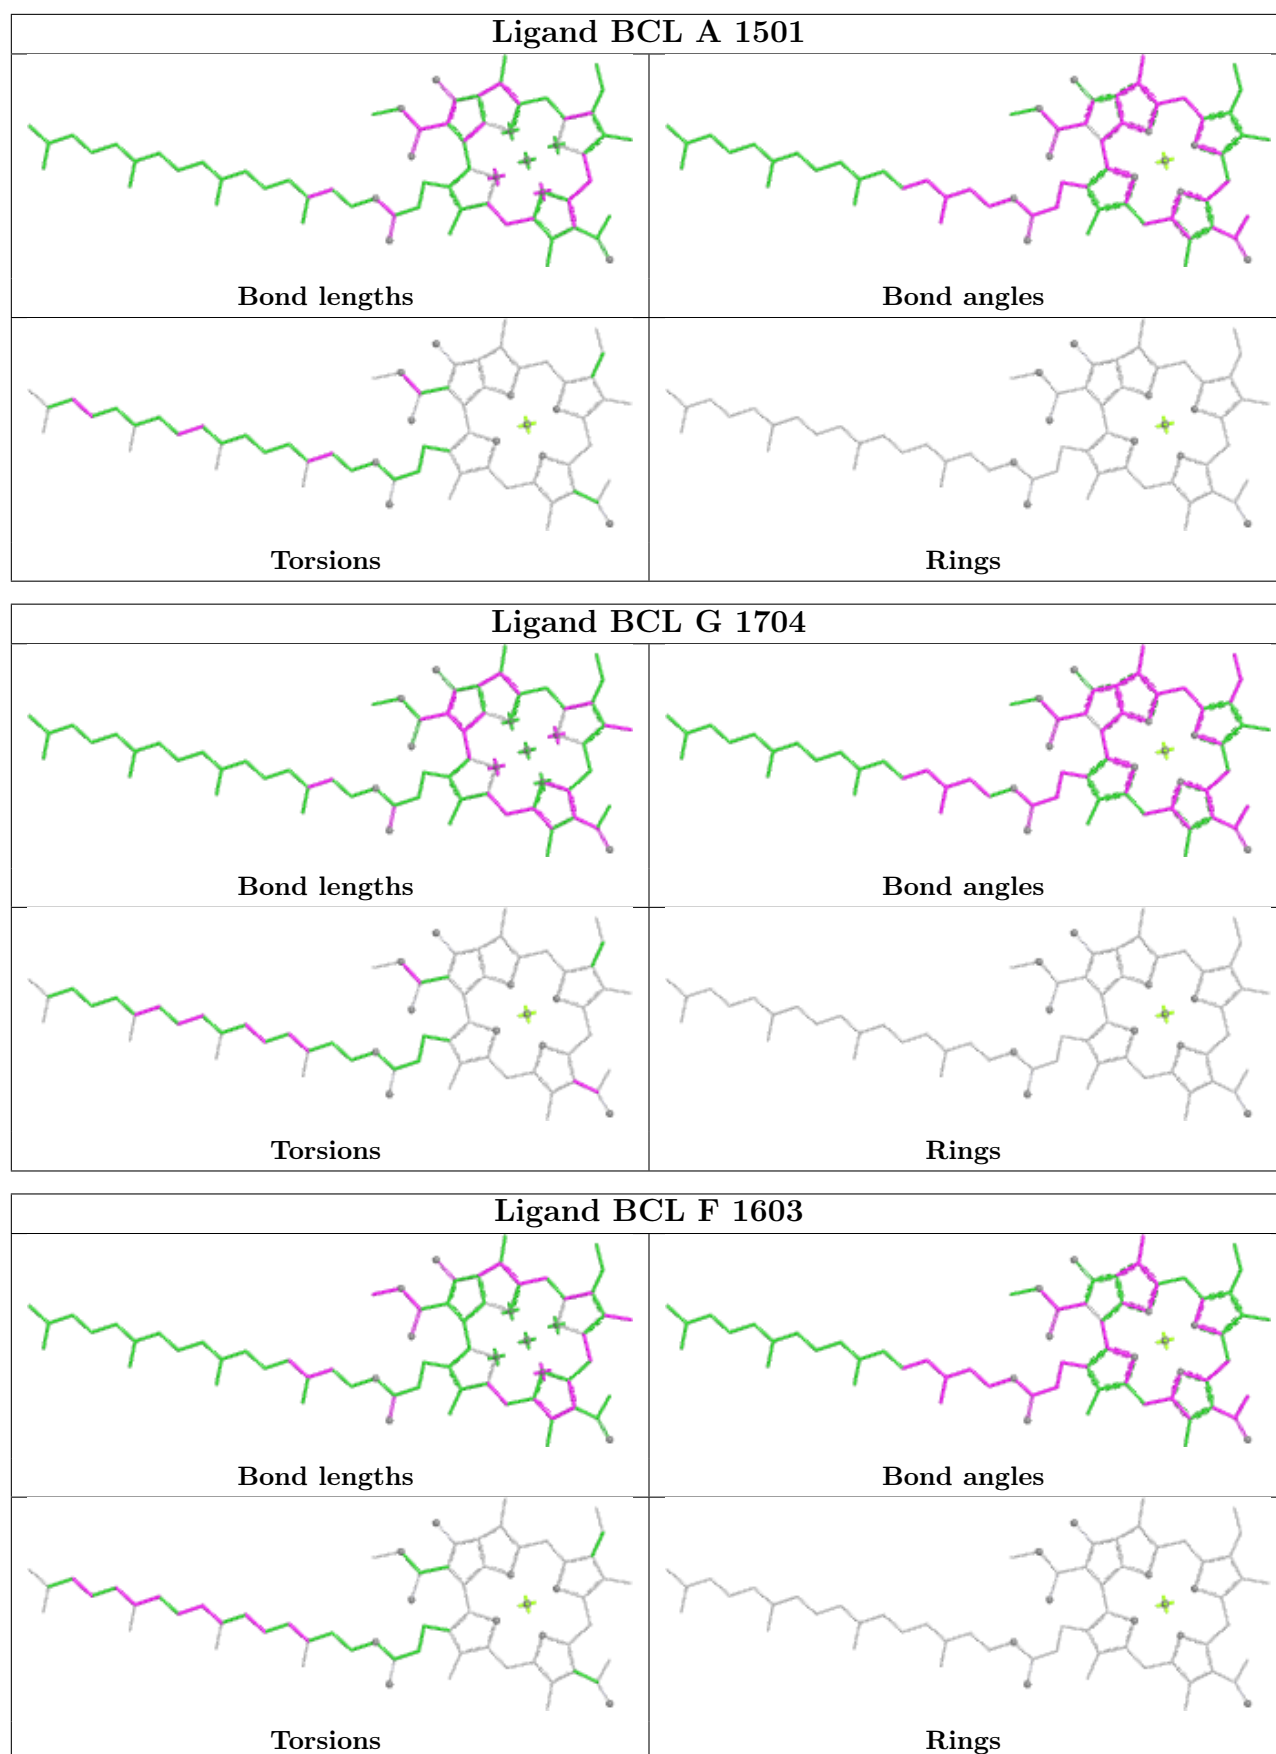 Ligand BCL A 1501
Bond lengths
Bond angles
Torsions
Rings
Ligand BCL G 1704
Bond lengths
Bond angles
Torsions
Rings
Ligand BCL F 1603
Bond lengths
Bond angles
Torsions
Rings